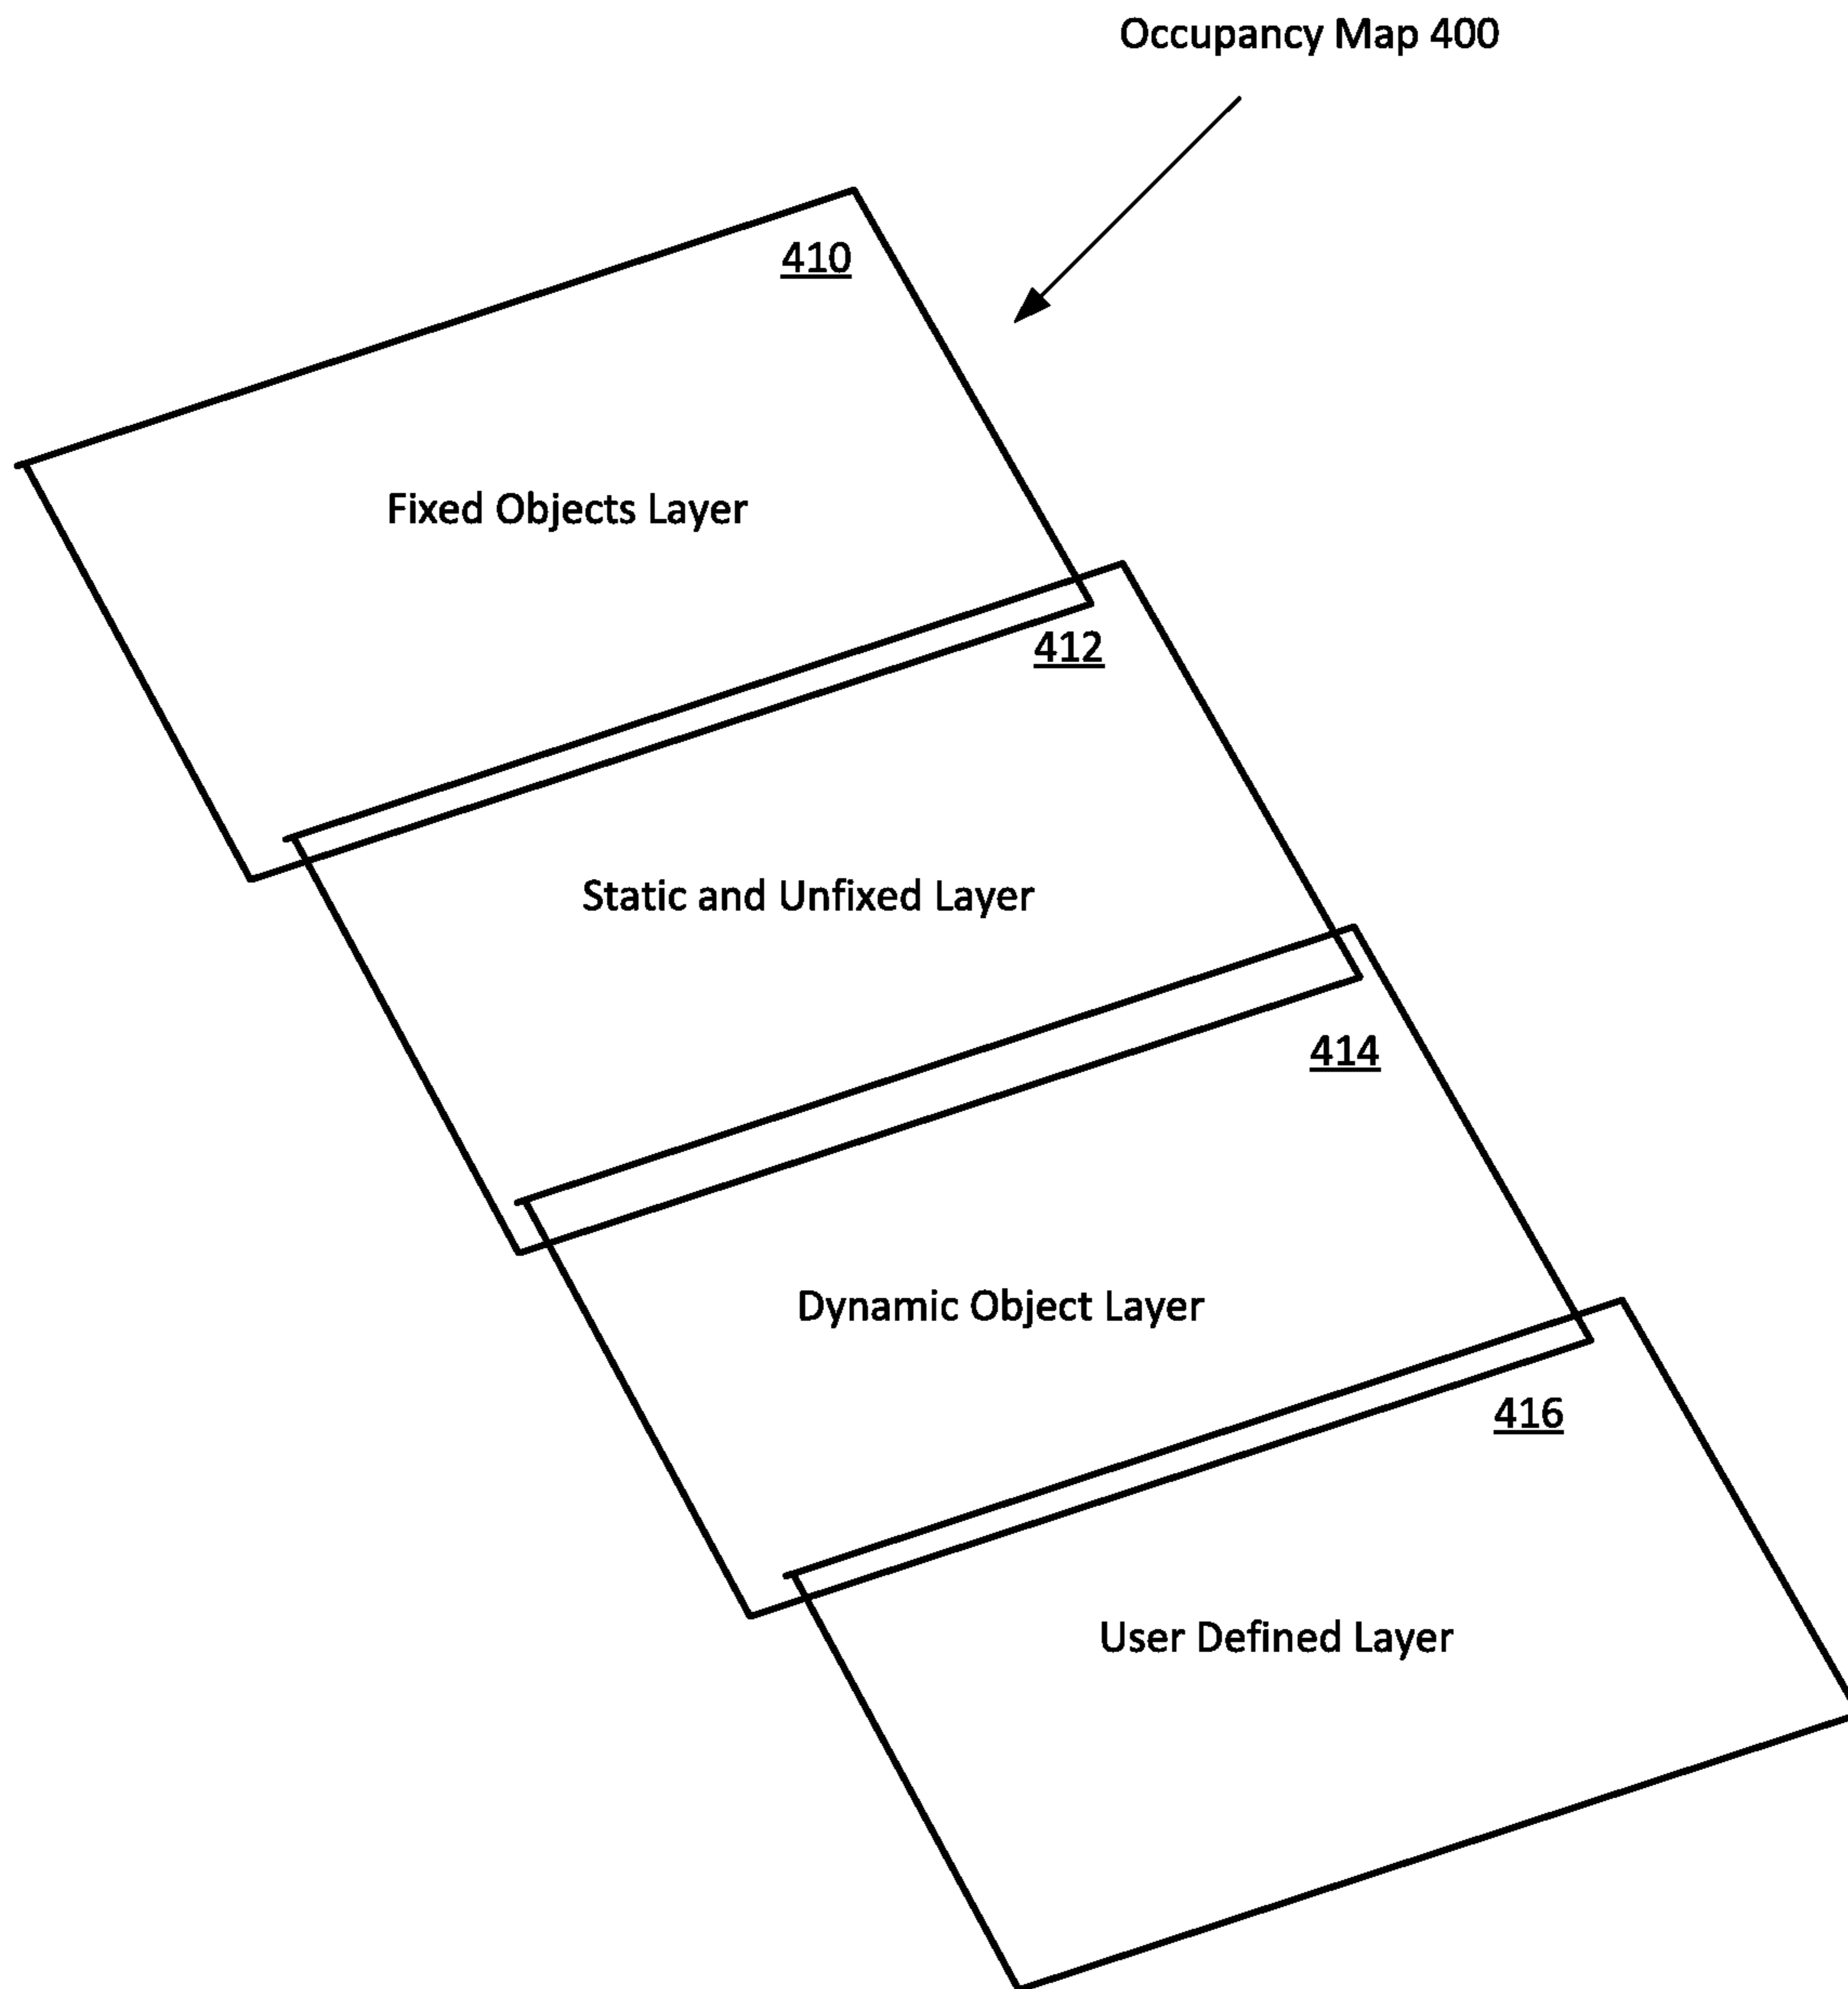 Occupancy Map 400
410
Fixed Objects Layer
412
Static and Unfixed Layer
414
Dynamic Object Layer
416
User Defined Layer